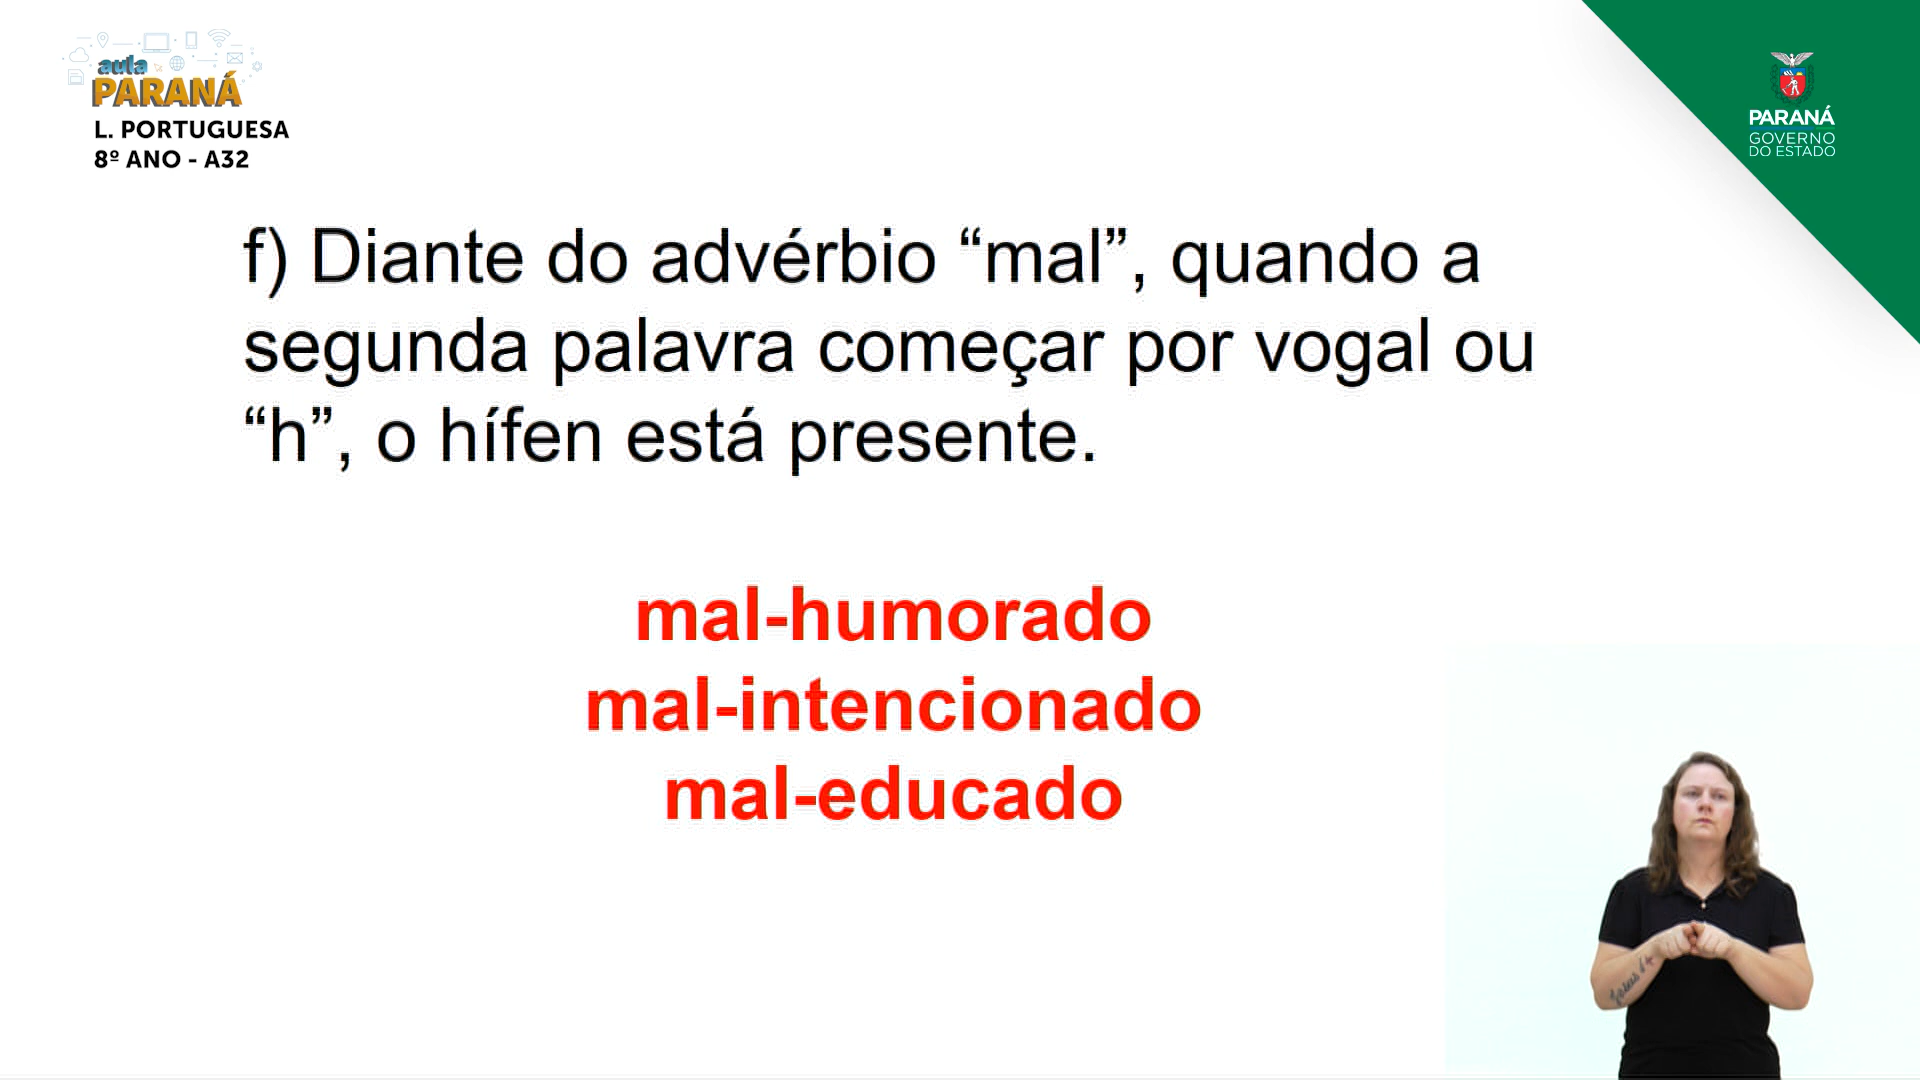 aula
PARANÁ
L. PORTUGUESA
8º ANO - A32
PARANÁ
GOVERNO
DO ESTADO
f) Diante do advérbio “mal”, quando a
segunda palavra começar por vogal ou
“h”, o hífen está presente.
mal-humorado
mal-intencionado
mal-educado